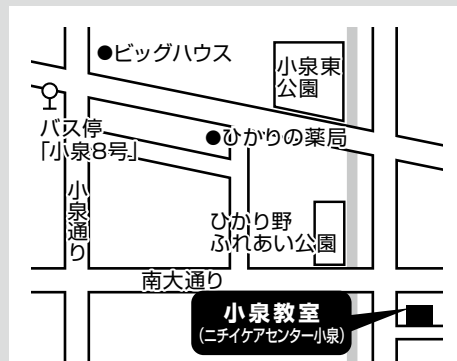 ●ビッグハウス
小泉東
公園
バス停
「小泉8号」
●ひかりの薬局
小泉通り
ひかり野
ふれあい公園
南大通り
小泉教室
(ニチイケアセンター小泉)